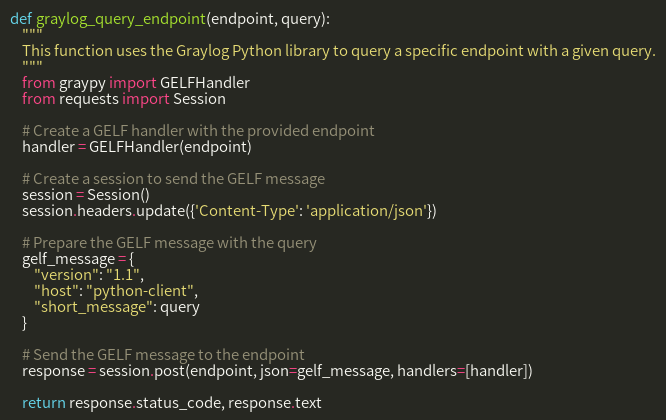 def graylog_query_endpoint(endpoint, query):
    """
    This function uses the Graylog Python library to query a specific endpoint with a given query.
    """
    from graypy import GELFHandler
    from requests import Session

    # Create a GELF handler with the provided endpoint
    handler = GELFHandler(endpoint)

    # Create a session to send the GELF message
    session = Session()
    session.headers.update({'Content-Type': 'application/json'})

    # Prepare the GELF message with the query
    gelf_message = {
        "version": "1.1",
        "host": "python-client",
        "short_message": query
    }

    # Send the GELF message to the endpoint
    response = session.post(endpoint, json=gelf_message, handlers=[handler])

    return response.status_code, response.text